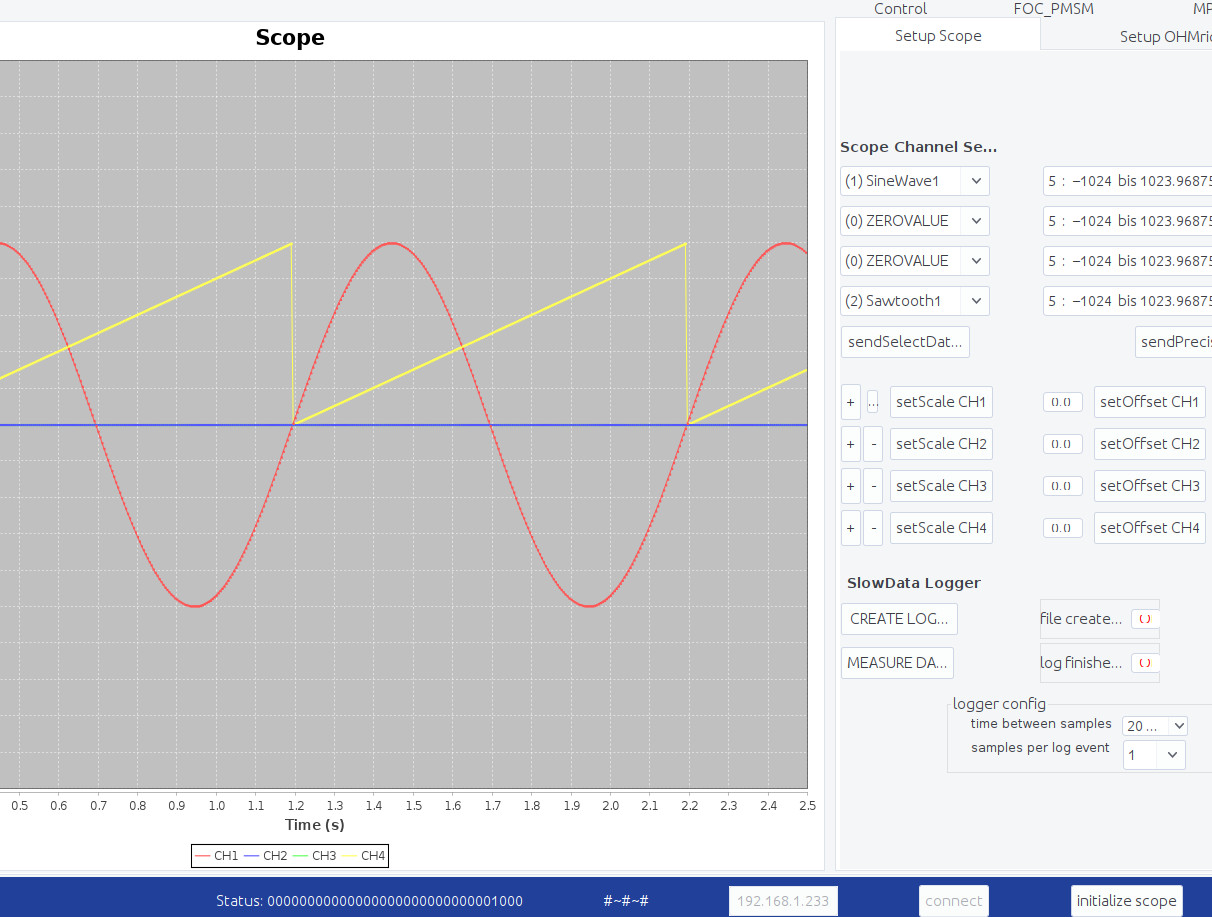 Control FOC_PMSM MP
Scope
Setup Scope Setup OHMric
Scope Channel Se...
(1) SineWave1 5 : −1024 bis 1023.96875
(0) ZEROVALUE 5 : −1024 bis 1023.96875
(0) ZEROVALUE 5 : −1024 bis 1023.96875
(2) Sawtooth1 5 : −1024 bis 1023.96875
sendSelectDat... sendPrecis
+ ... setScale CH1 0.0 setOffset CH1
+ - setScale CH2 0.0 setOffset CH2
+ - setScale CH3 0.0 setOffset CH3
+ - setScale CH4 0.0 setOffset CH4
SlowData Logger
CREATE LOG... file create... 0
MEASURE DA... log finishe... 0
logger config
time between samples 20 ...
samples per log event 1
0.5 0.6 0.7 0.8 0.9 1.0 1.1 1.2 1.3 1.4 1.5 1.6 1.7 1.8 1.9 2.0 2.1 2.2 2.3 2.4 2.5
Time (s)
CH1 CH2 CH3 CH4
Status: 00000000000000000000000000001000 #~#~# 192.168.1.233 connect initialize scope